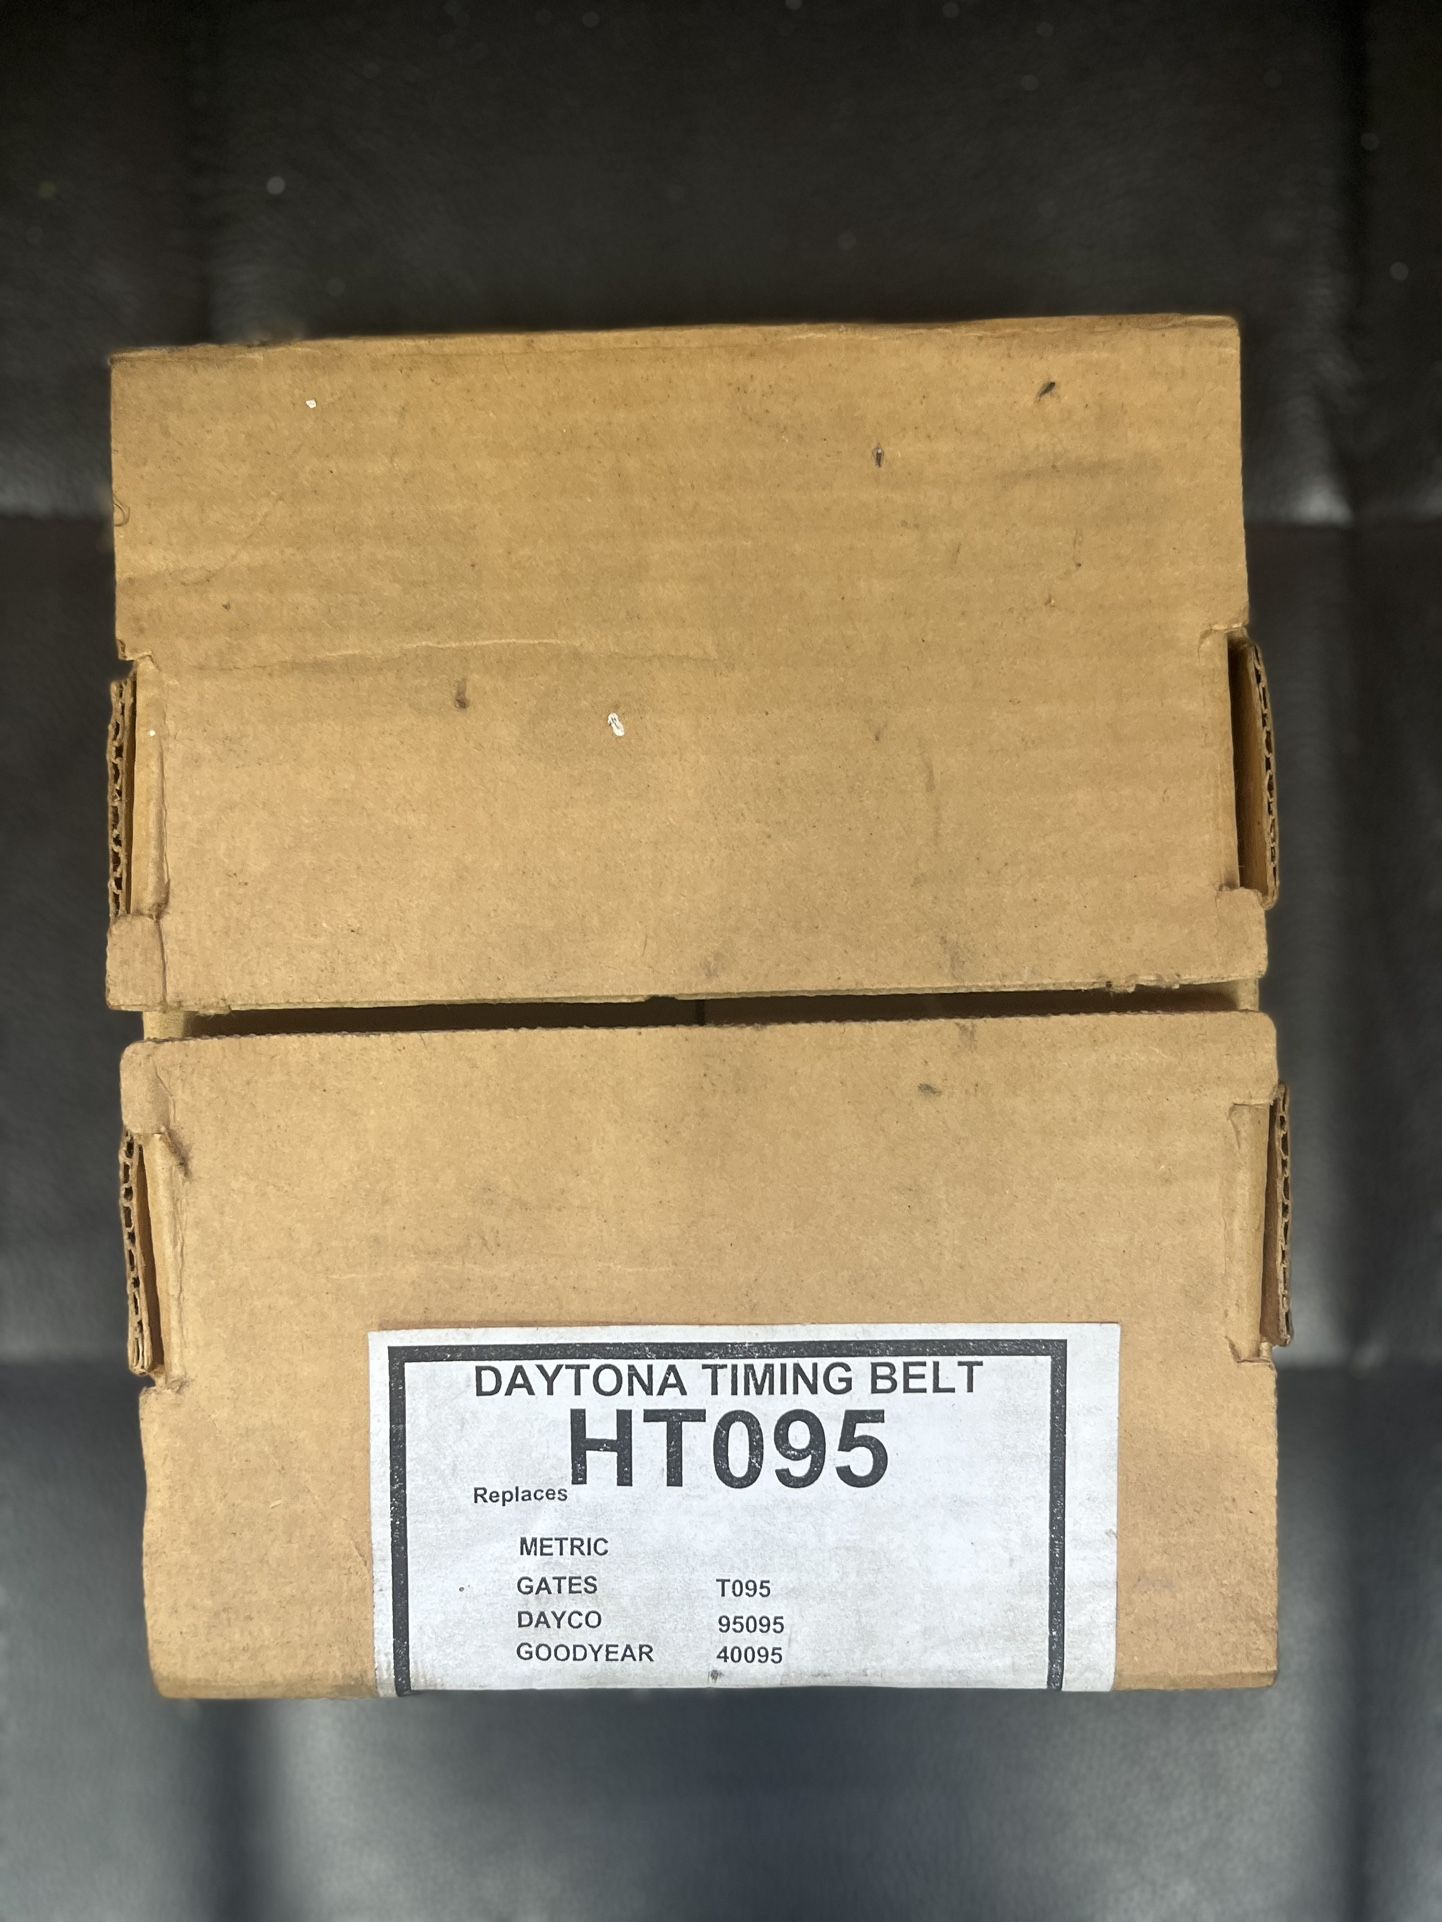 DAYTONA TIMING BELT
HT095
Replaces
METRIC
GATES T095
DAYCO 95095
GOODYEAR 40095